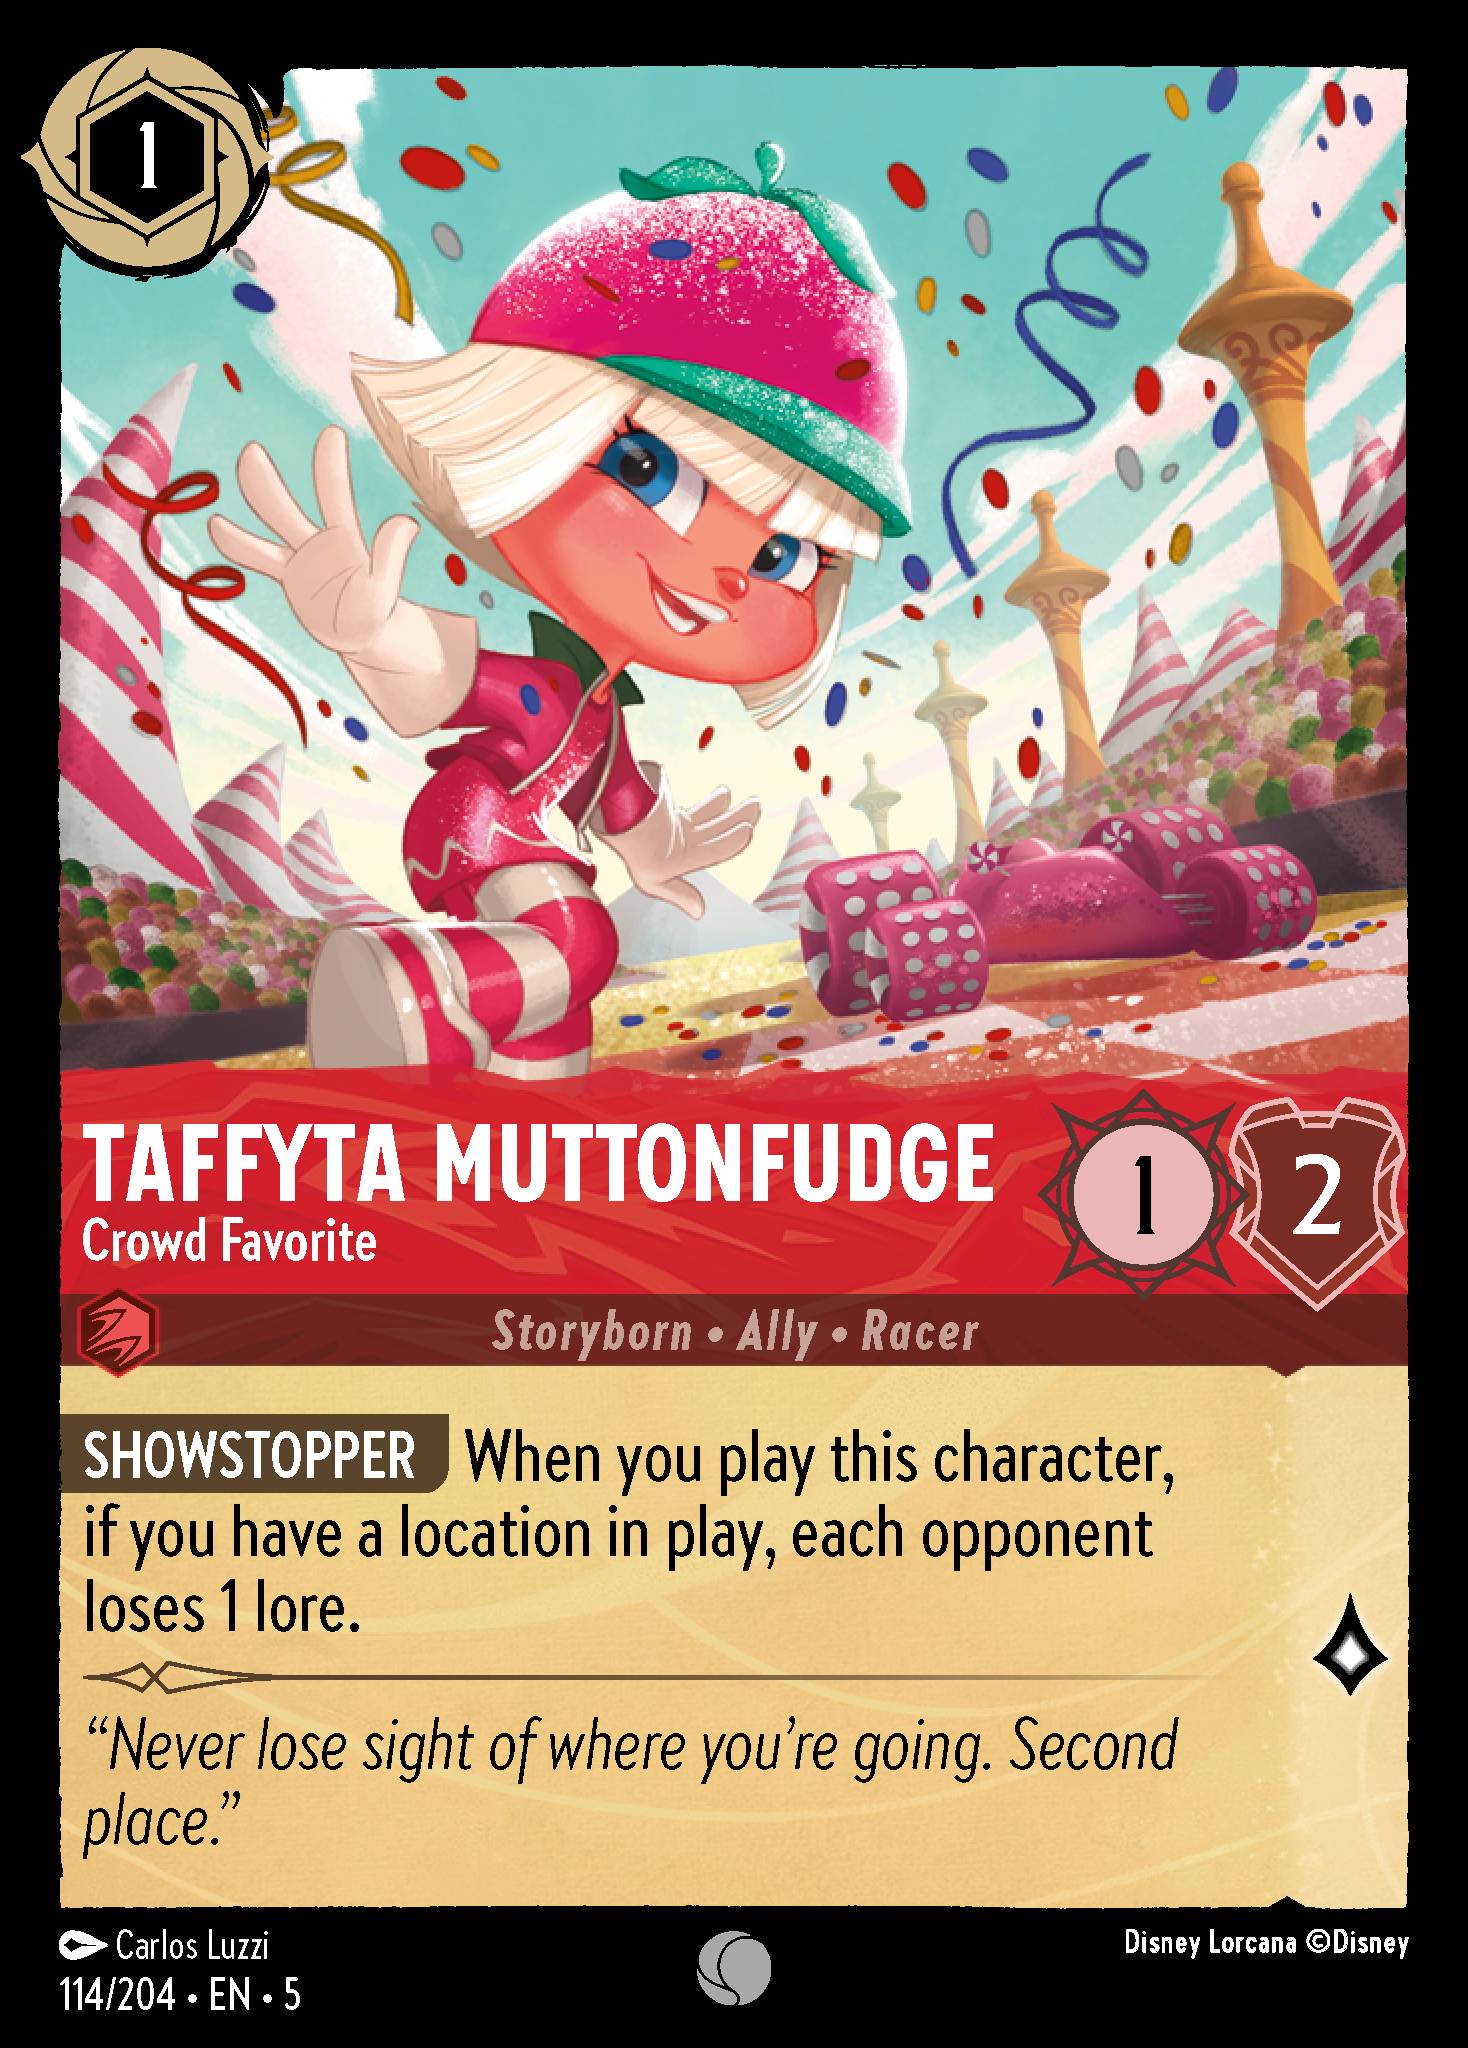 1
TAFFYTA MUTTONFUDGE
Crowd Favorite
1
2
Storyborn • Ally • Racer
SHOWSTOPPER When you play this character,
if you have a location in play, each opponent
loses 1 lore.
“Never lose sight of where you’re going. Second
place.”
Carlos Luzzi
114/204 • EN • 5
Disney Lorcana ©Disney